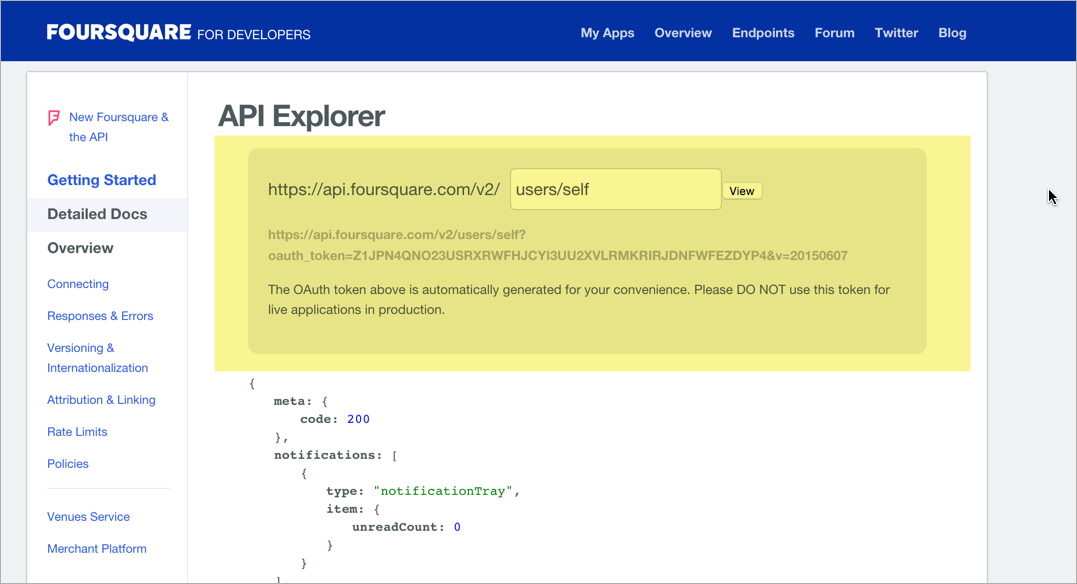 FOURSQUARE FOR DEVELOPERS
My Apps Overview Endpoints Forum Twitter Blog
New Foursquare &
the API
Getting Started
Detailed Docs
Overview
Connecting
Responses & Errors
Versioning &
Internationalization
Attribution & Linking
Rate Limits
Policies
Venues Service
Merchant Platform
API Explorer
https://api.foursquare.com/v2/ users/self View
https://api.foursquare.com/v2/users/self?
oauth_token=Z1JPN4QNO23USRXRWFHJCYI3UU2XVLRMKRIRJDNFWFEZDYP4&v=20150607
The OAuth token above is automatically generated for your convenience. Please DO NOT use this token for
live applications in production.
{
meta: {
code: 200
},
notifications: [
{
type: "notificationTray",
item: {
unreadCount: 0
}
}
]